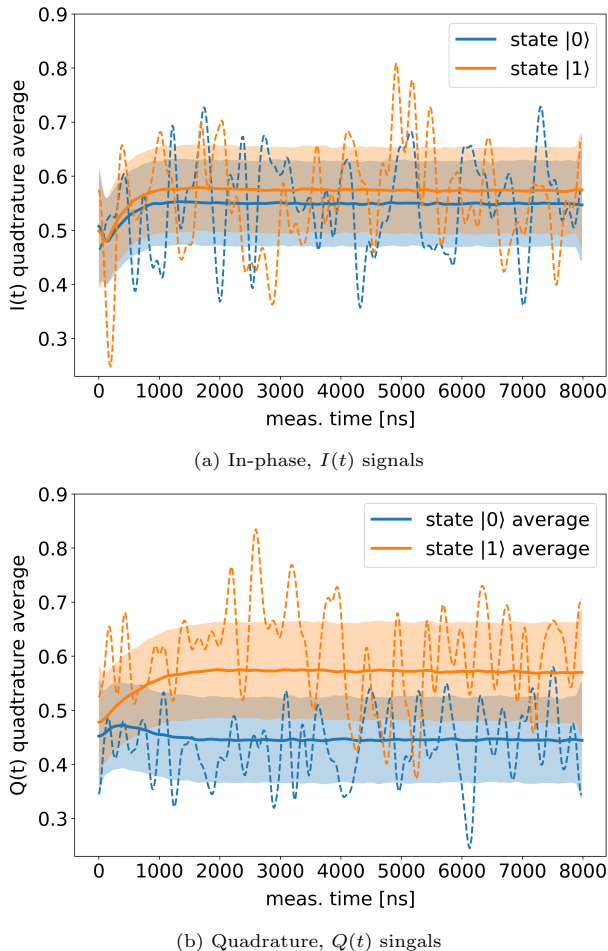 0.9
0.8
0.7
0.6
0.5
0.4
0.3
I(t) quadtrature average
state |0⟩
state |1⟩
0 1000 2000 3000 4000 5000 6000 7000 8000
meas. time [ns]
(a) In-phase, I(t) signals
0.9
0.8
0.7
0.6
0.5
0.4
0.3
Q(t) quadtrature average
state |0⟩ average
state |1⟩ average
0 1000 2000 3000 4000 5000 6000 7000 8000
meas. time [ns]
(b) Quadrature, Q(t) singals